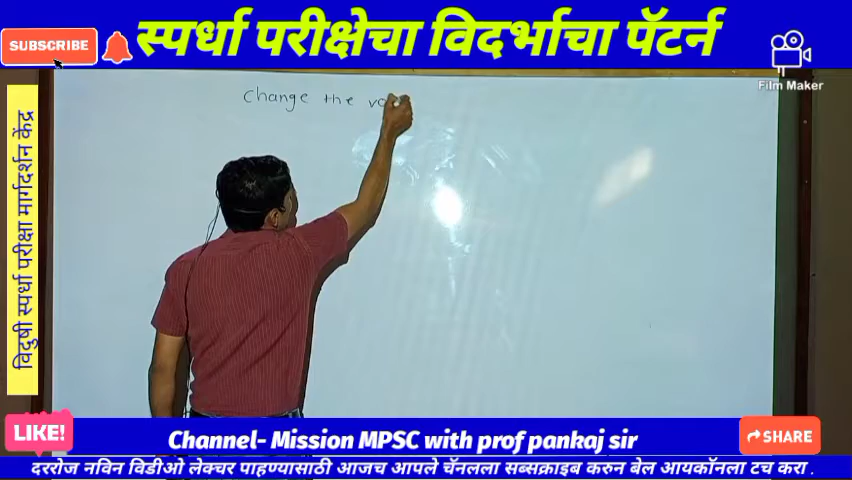 स्पर्धा परीक्षेचा विदर्भाचा पॅटर्न
SUBSCRIBE
Film Maker
change the
विदुषी स्पर्धा परीक्षा मार्गदर्शन केंद्र
LIKE!
Channel- Mission MPSC with prof pankaj sir
SHARE
दररोज नविन विडीओ लेक्चर पाहण्यासाठी आजच आपले चॅनलला सब्सक्राइब करुन बेल आयकॉनला टच करा .